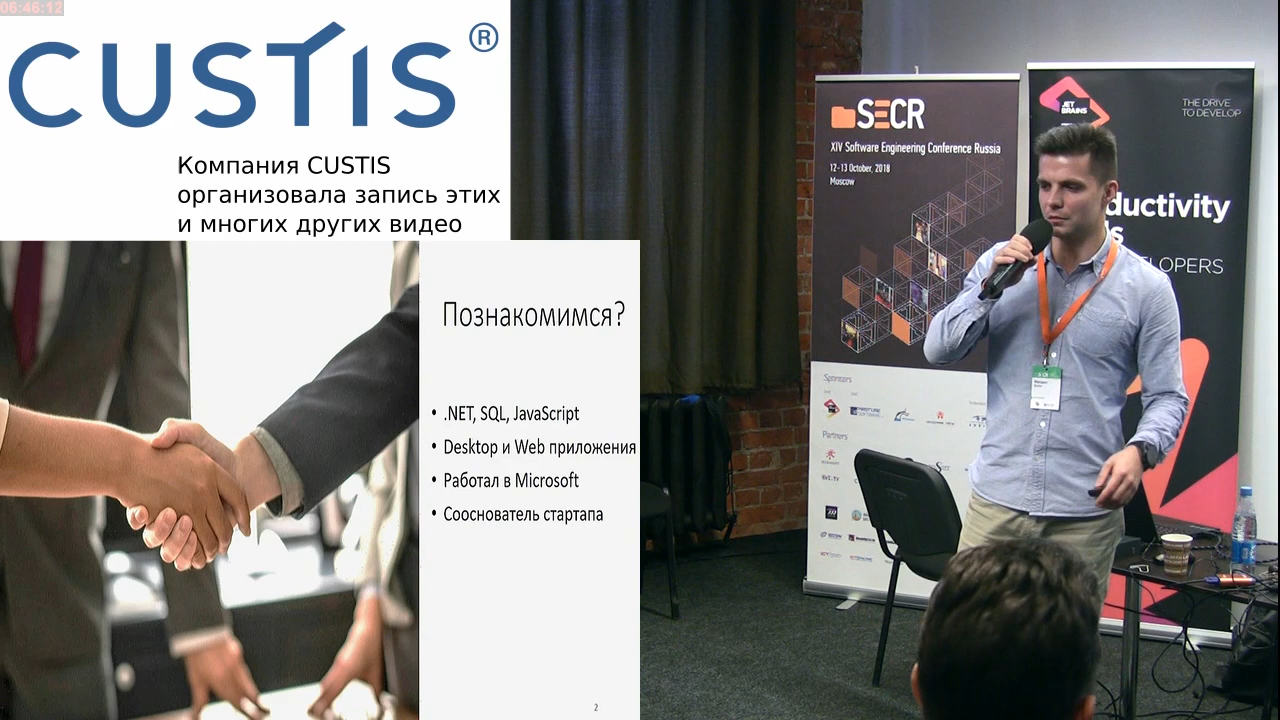 06:46:12
CUSTIS®
Компания CUSTIS
организовала запись этих
и многих других видео
Познакомимся?
• .NET, SQL, JavaScript
• Desktop и Web приложения
• Работал в Microsoft
• Сооснователь стартапа
2
SECR
XIV Software Engineering Conference Russia
12-13 October, 2018
Moscow
Sponsors
Partners
JET
BRAINS
THE DRIVE
TO DEVELOP
ductivity
ls
ELOPERS